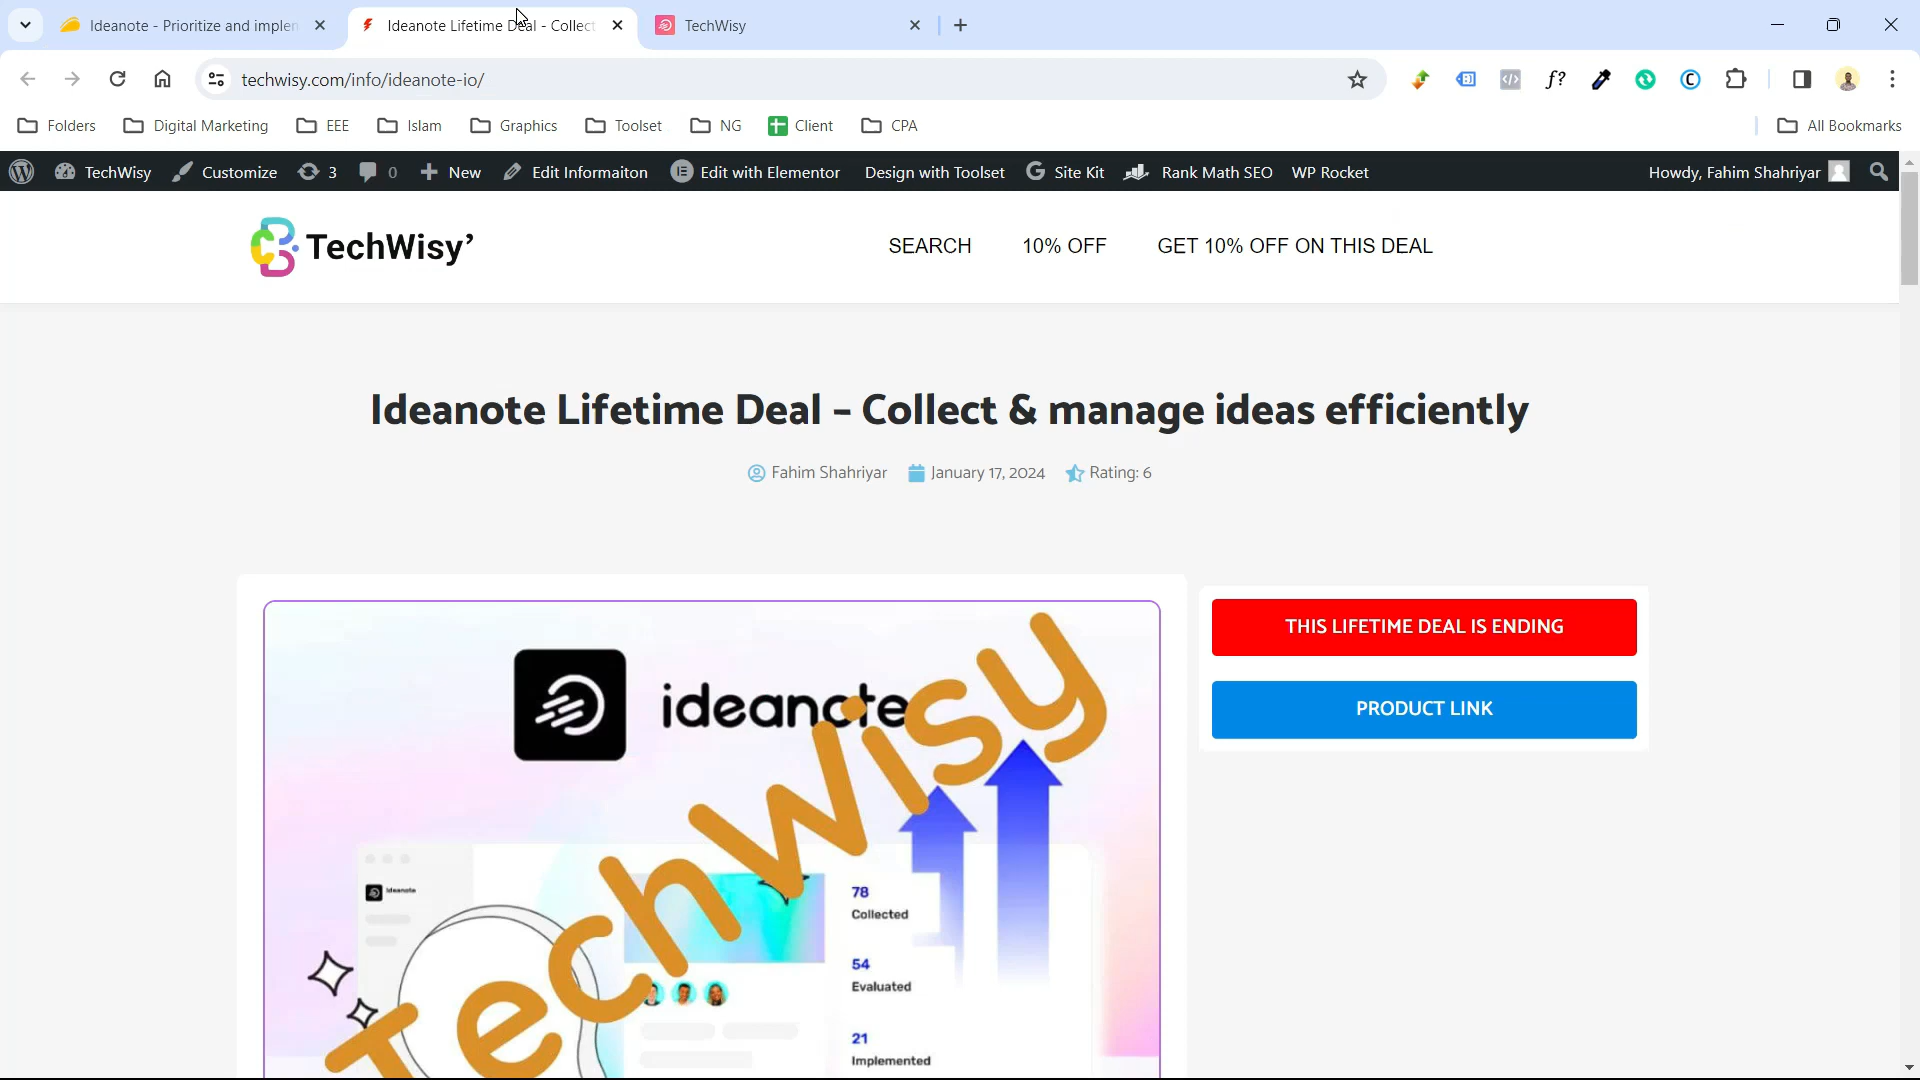 Ideanote - Prioritize and implen
Ideanote Lifetime Deal - Collect
TechWisy
techwisy.com/info/ideanote-io/
Folders
Digital Marketing
EEE
Islam
Graphics
Toolset
NG
Client
CPA
All Bookmarks
TechWisy
Customize
3
0
New
Edit Informaiton
Edit with Elementor
Design with Toolset
Site Kit
Rank Math SEO
WP Rocket
Howdy, Fahim Shahriyar
TechWisy’
SEARCH
10% OFF
GET 10% OFF ON THIS DEAL
Ideanote Lifetime Deal – Collect & manage ideas efficiently
Fahim Shahriyar
January 17, 2024
Rating: 6
THIS LIFETIME DEAL IS ENDING
PRODUCT LINK
ideanote
TechWisy
Ideanote
78
Collected
54
Evaluated
21
Implemented